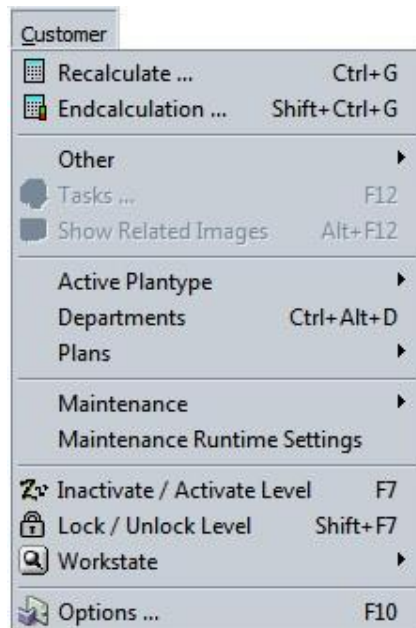 Customer
Recalculate ... Ctrl+G
Endcalculation ... Shift+Ctrl+G
Other
Tasks ... F12
Show Related Images Alt+F12
Active Plantype
Departments Ctrl+Alt+D
Plans
Maintenance
Maintenance Runtime Settings
Inactivate / Activate Level F7
Lock / Unlock Level Shift+F7
Workstate
Options ... F10